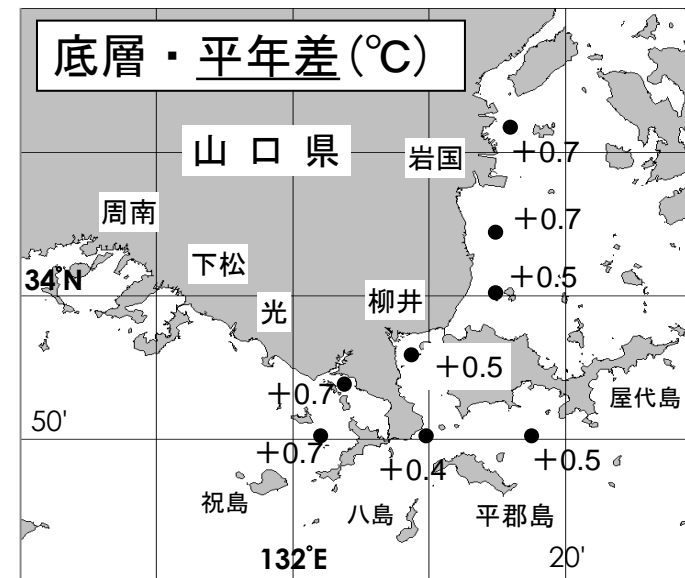 底層・平年差(℃)
山口県
岩国
+0.7
周南
+0.7
下松
34°N
+0.5
光
柳井
+0.5
+0.7
屋代島
50'
+0.7
+0.4
+0.5
祝島
八島
平郡島
132°E
20'